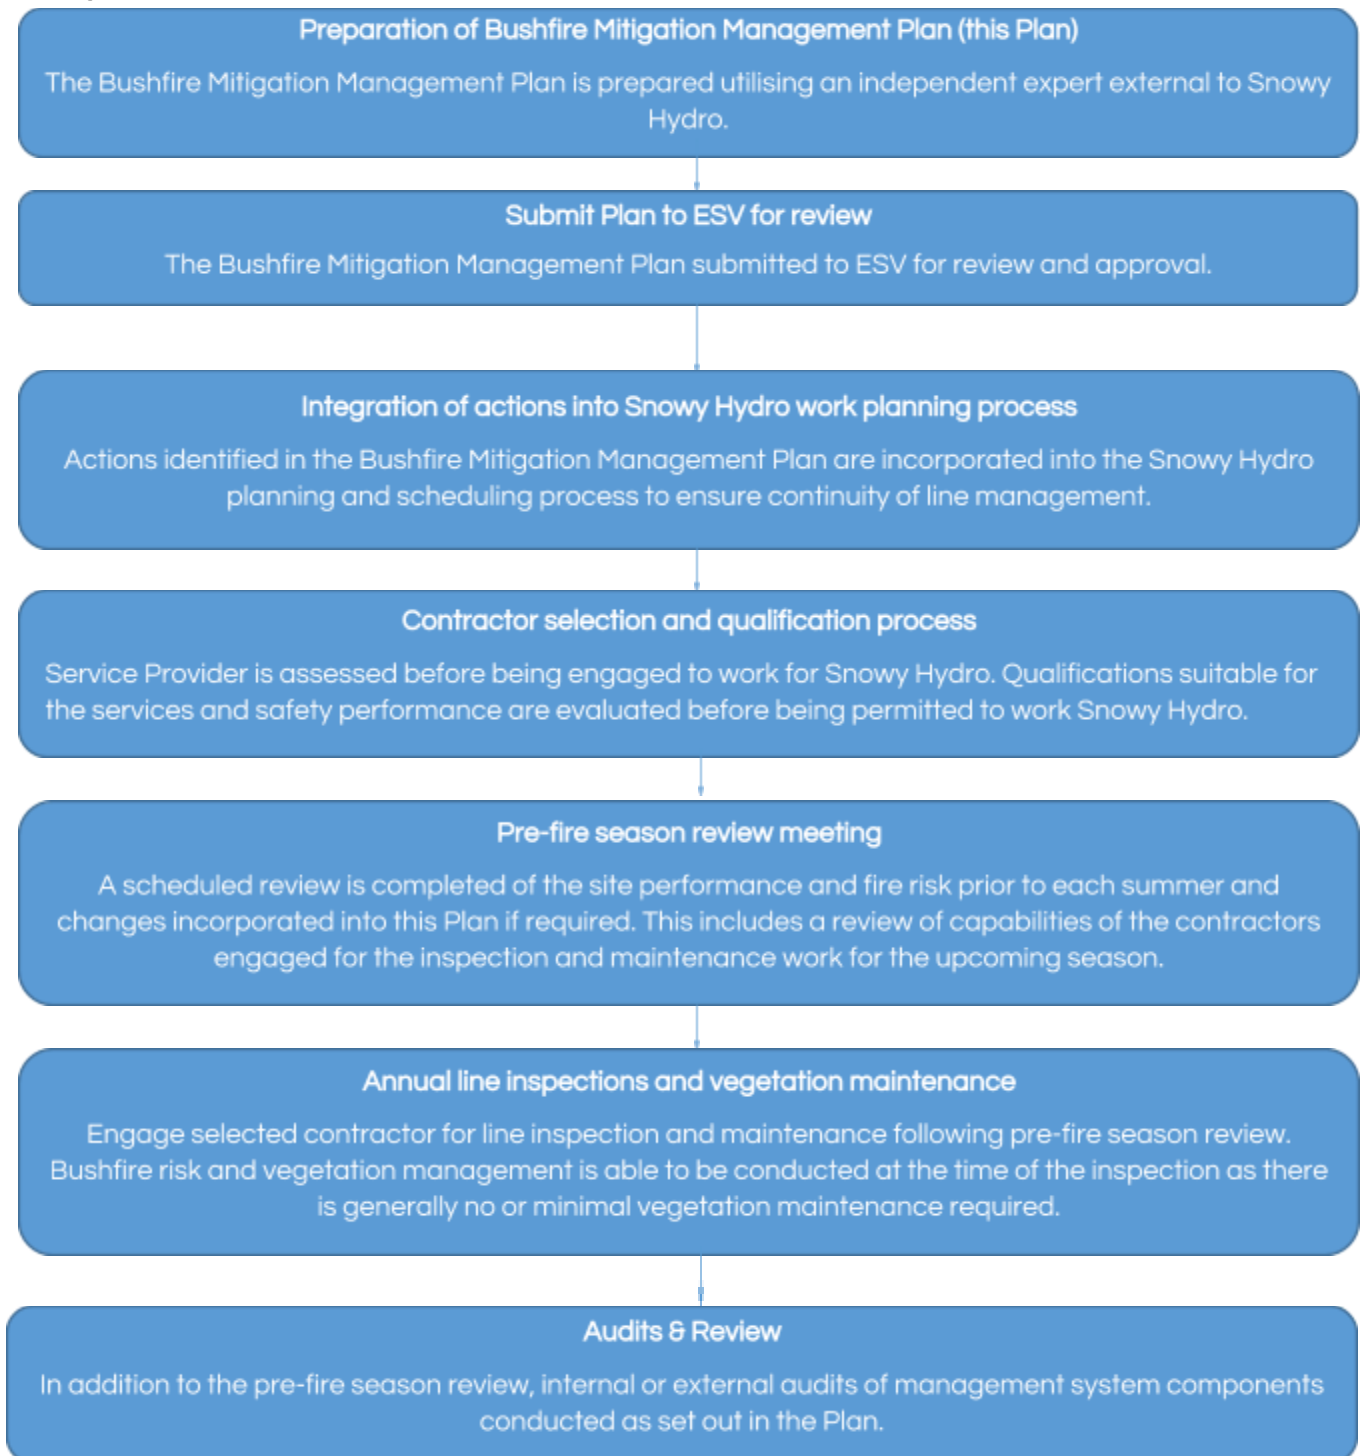 Preparation of Bushfire Mitigation Management Plan (this Plan)
The Bushfire Mitigation Management Plan is prepared utilising an independent expert external to Snowy
Hydro.
Submit Plan to ESV for review
The Bushfire Mitigation Management Plan submitted to ESV for review and approval.
Integration of actions into Snowy Hydro work planning process
Actions identified in the Bushfire Mitigation Management Plan are incorporated into the Snowy Hydro
planning and scheduling process to ensure continuity of line management.
Contractor selection and qualification process
Service Provider is assessed before being engaged to work for Snowy Hydro. Qualifications suitable for
the services and safety performance are evaluated before being permitted to work Snowy Hydro.
Pre-fire season review meeting
A scheduled review is completed of the site performance and fire risk prior to each summer and
changes incorporated into this Plan if required. This includes a review of capabilities of the contractors
engaged for the inspection and maintenance work for the upcoming season.
Annual line inspections and vegetation maintenance
Engage selected contractor for line inspection and maintenance following pre-fire season review.
Bushfire risk and vegetation management is able to be conducted at the time of the inspection as there
is generally no or minimal vegetation maintenance required.
Audits & Review
In addition to the pre-fire season review, internal or external audits of management system components
conducted as set out in the Plan.